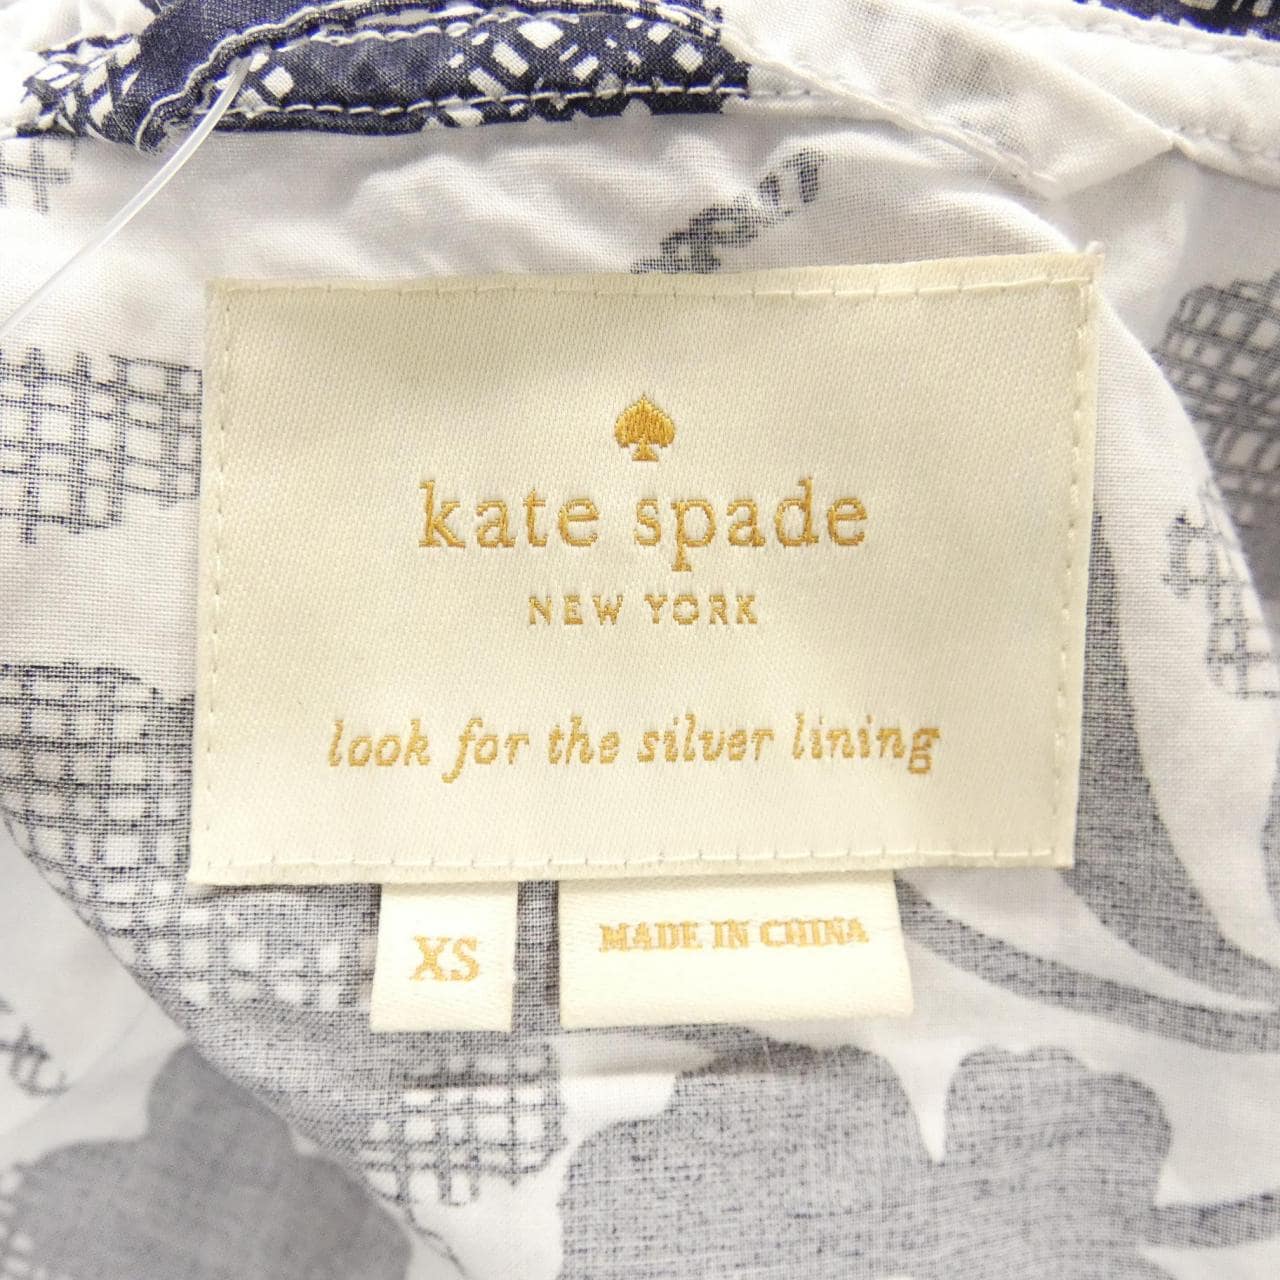 kate spade
NEW YORK
look for the silver lining
XS
MADE IN CHINA